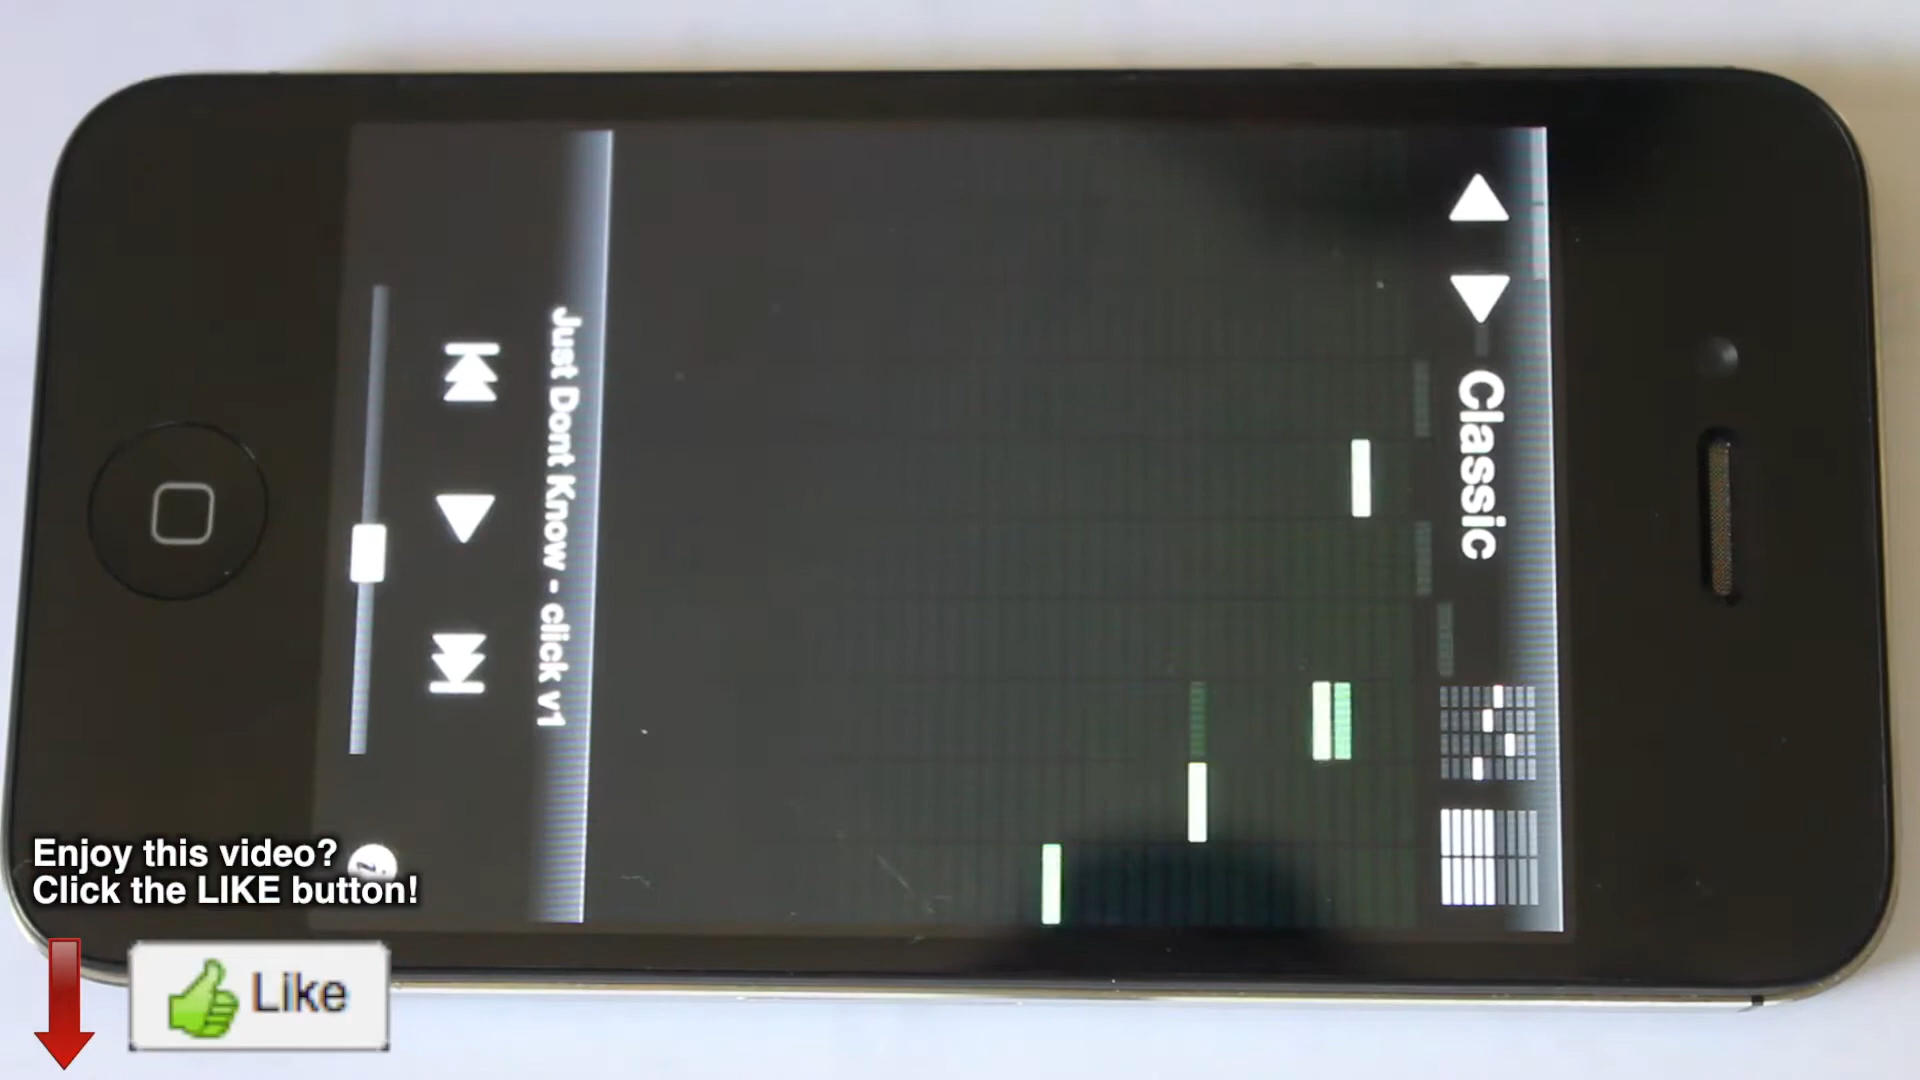 Classic
Just Dont Know - click v1
Enjoy this video?
Click the LIKE button!
Like